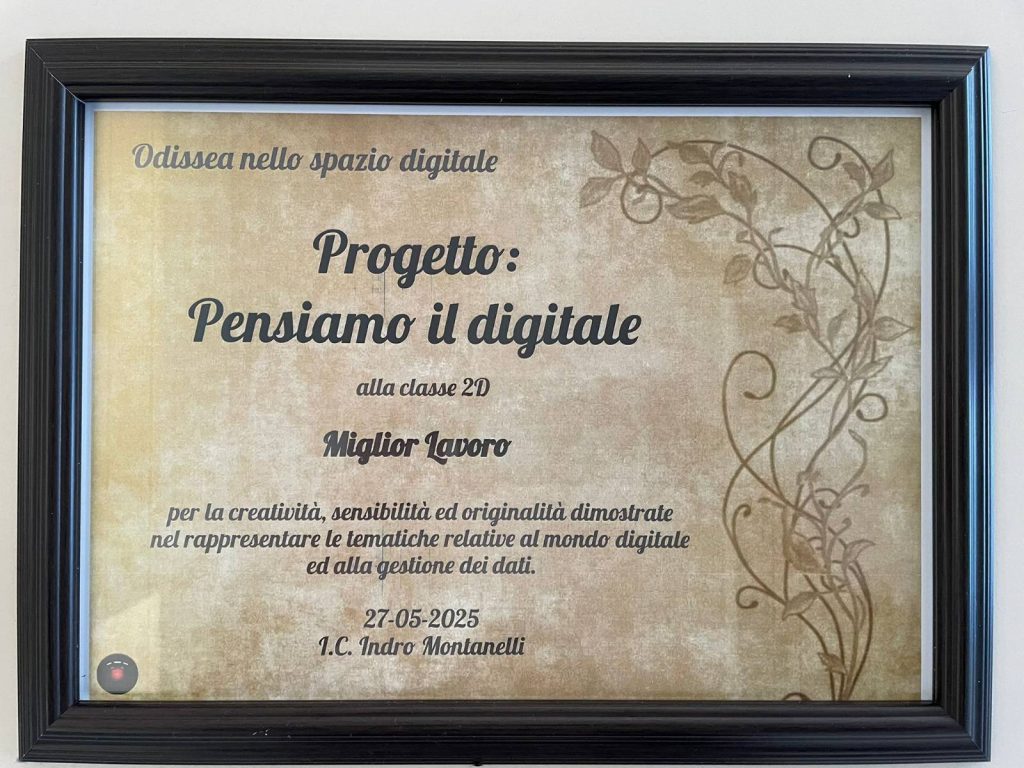 Odissea nello spazio digitale
Progetto:
Pensiamo il digitale
alla classe 2D
Miglior Lavoro
per la creatività, sensibilità ed originalità dimostrate
nel rappresentare le tematiche relative al mondo digitale
ed alla gestione dei dati.
27-05-2025
I.C. Indro Montanelli